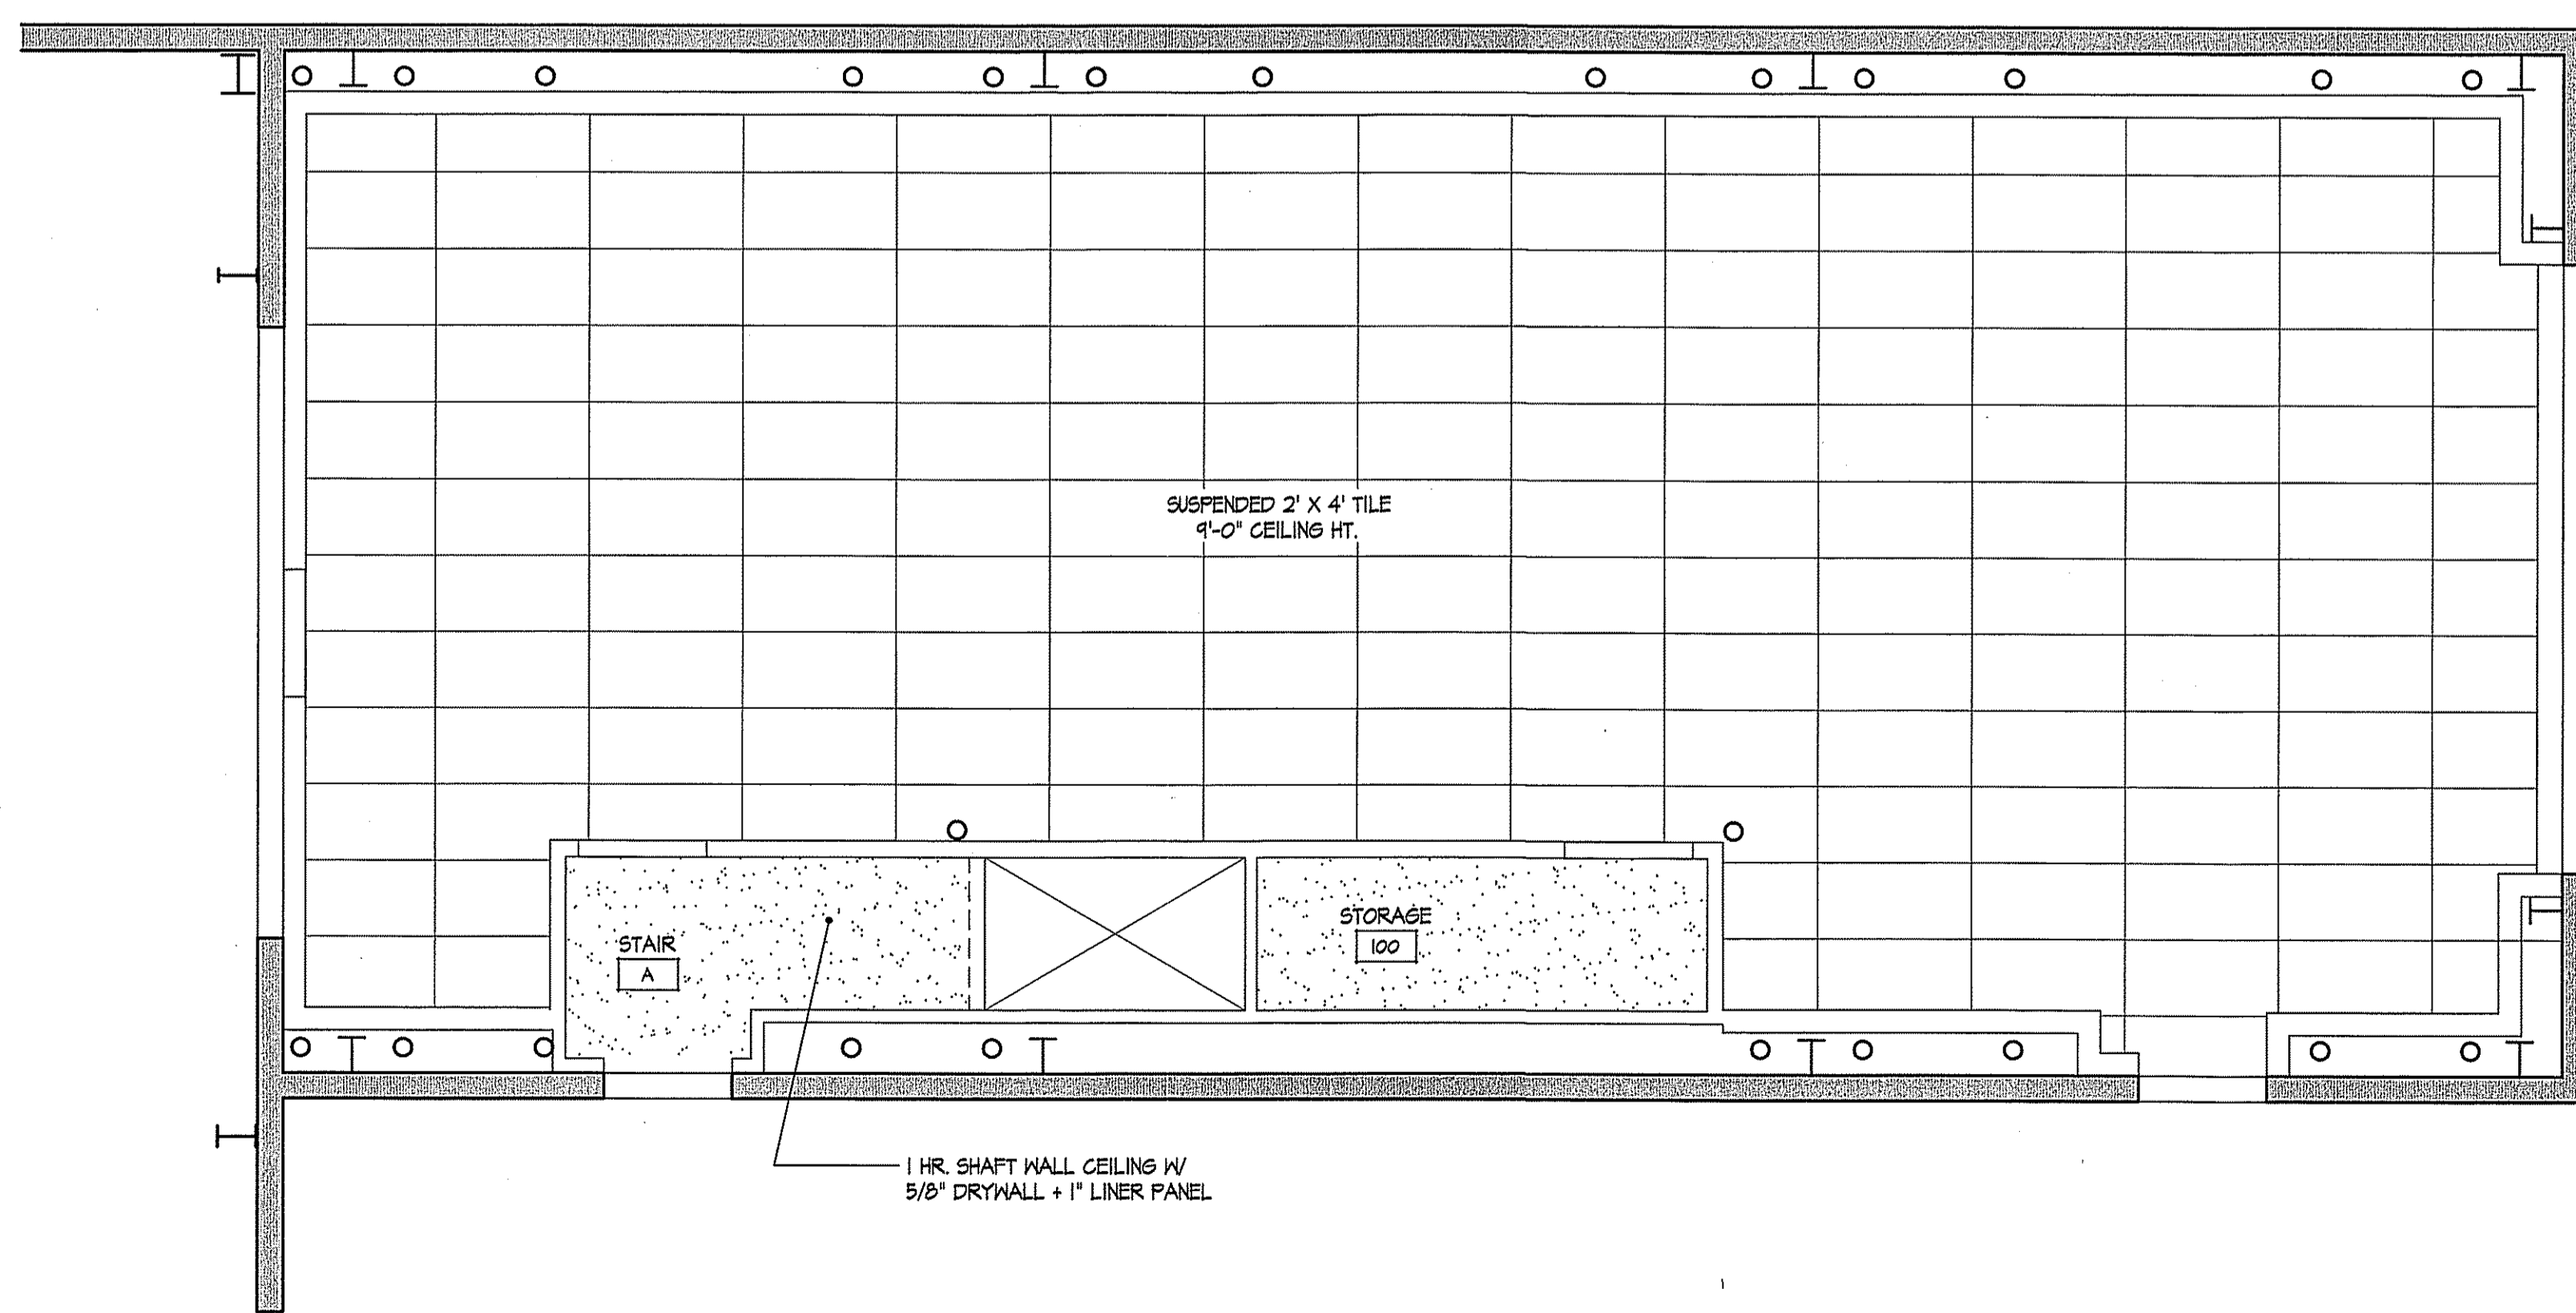 SUSPENDED 2' X 4' TILE
9'-0" CEILING HT.
STORAGE
100
STAIR
A
1 HR. SHAFT WALL CEILING W/
5/8" DRYWALL + 1" LINER PANEL